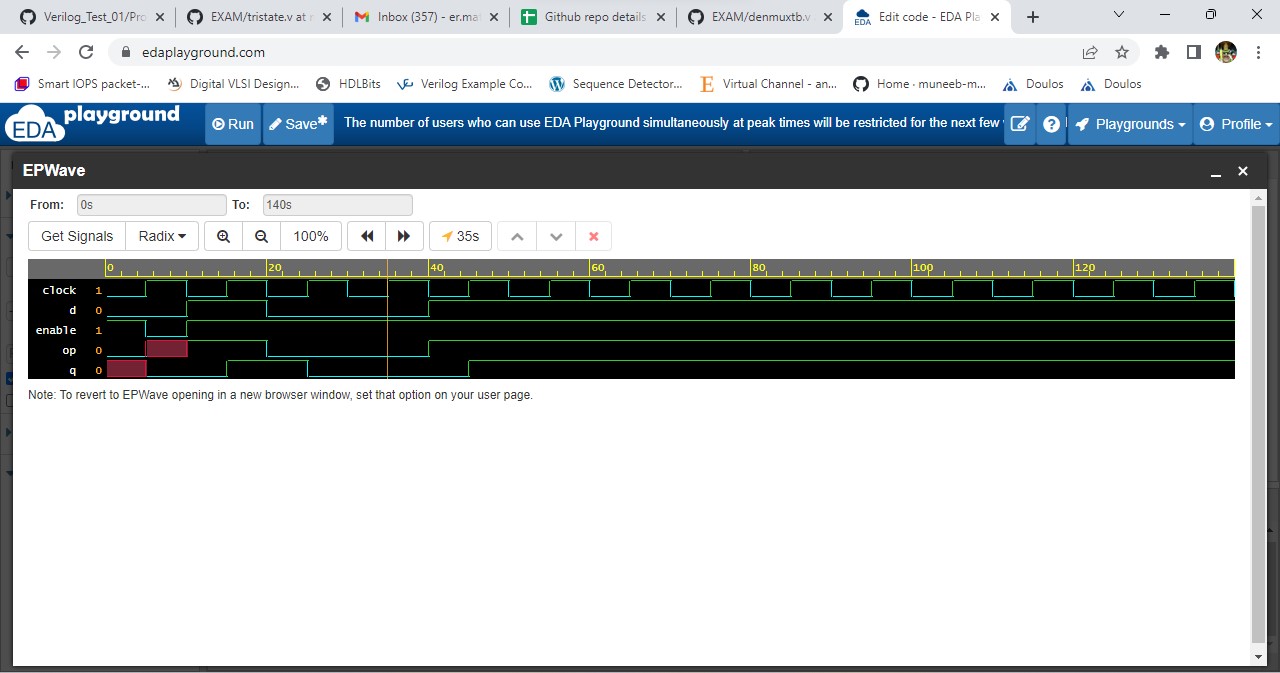 Verilog_Test_01/Pro
EXAM/tristate.v at
Inbox (357) - er.mat
Github repo details
EXAM/denmuxtb.v
EDA
Edit code - EDA Pla
edaplayground.com
Smart IOPS packet-...
Digital VLSI Design...
HDLBits
Verilog Example Co...
Sequence Detector...
Virtual Channel - an...
Home · muneeb-m...
Doulos
Doulos
EDA playground
Run
Save*
The number of users who can use EDA Playground simultaneously at peak times will be restricted for the next few
Playgrounds
Profile
EPWave
From: 0s To: 140s
Get Signals Radix 100% 35s
0 20 40 60 80 100 120
clock 1
d 0
enable 1
op 0
q 0
Note: To revert to EPWave opening in a new browser window, set that option on your user page.